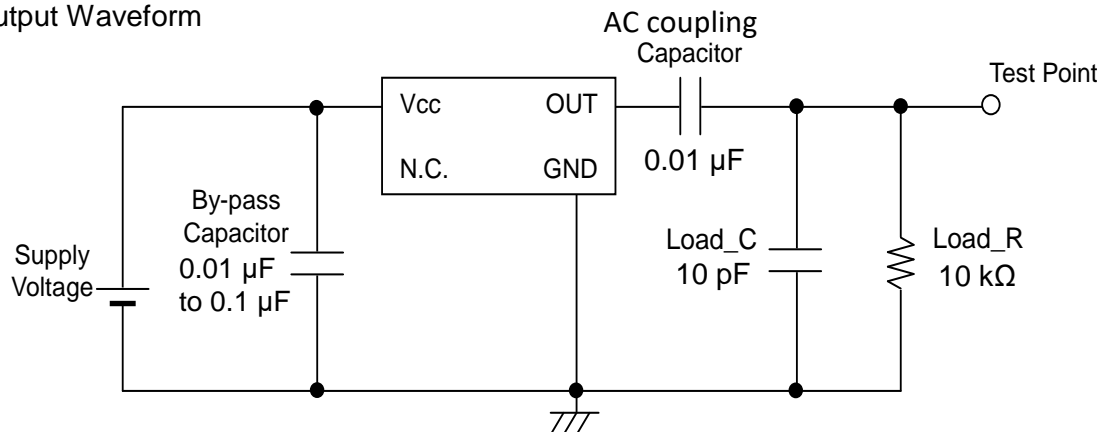 utput Waveform
AC coupling
Capacitor
Test Point
Vcc OUT
N.C. GND
0.01 µF
By-pass
Capacitor
0.01 µF
to 0.1 µF
Supply
Voltage
Load_C
10 pF
Load_R
10 kΩ